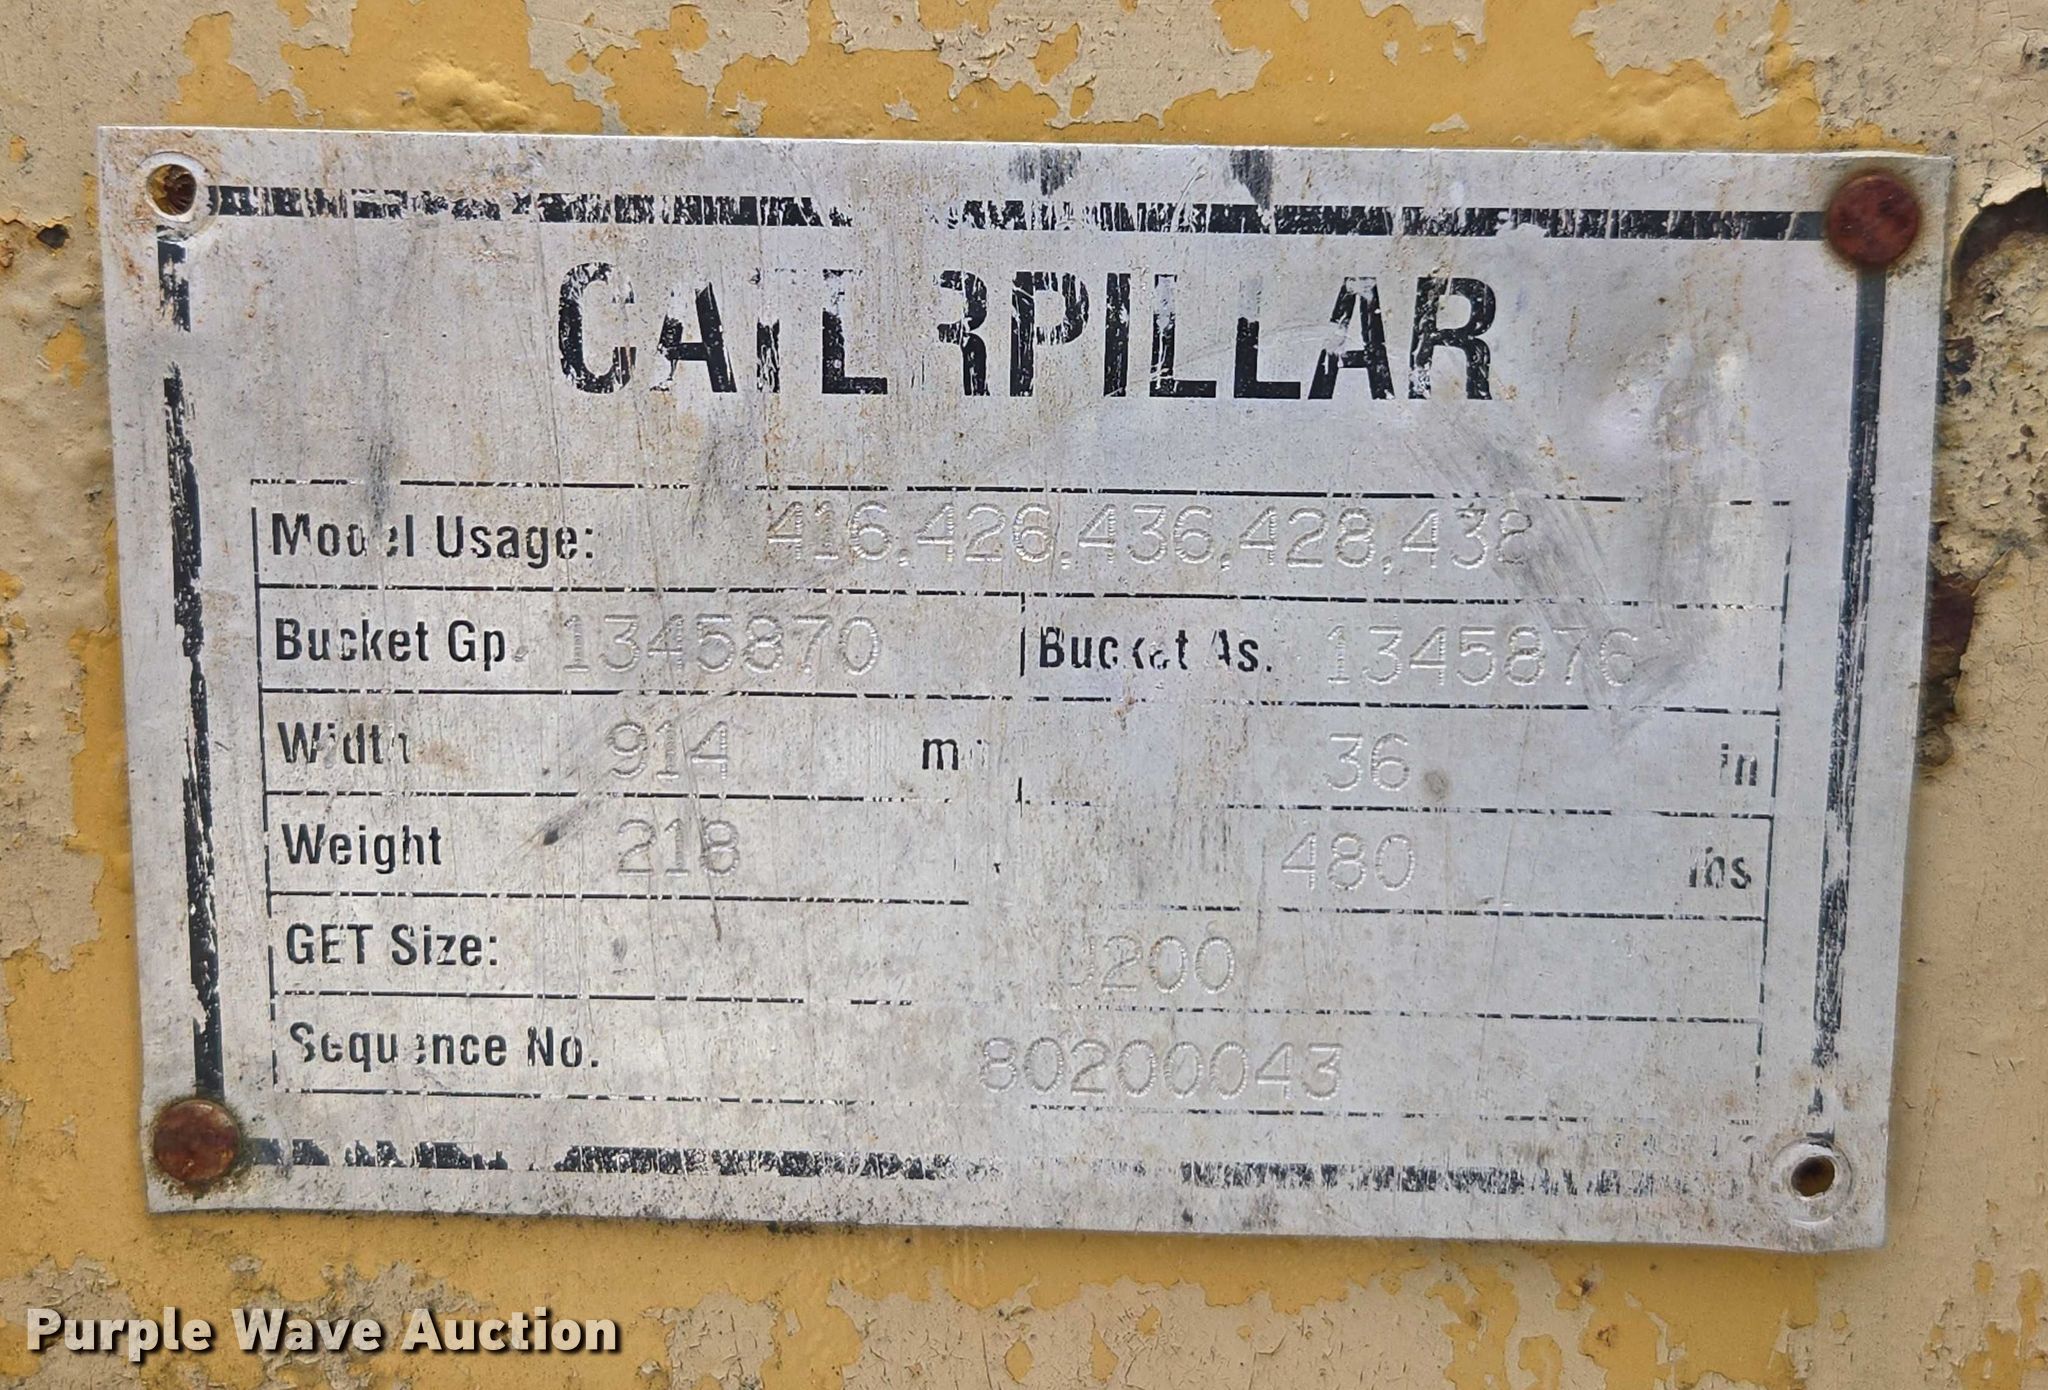 CATERPILLAR
Model Usage: 416,426,436,428,438
Bucket Gp. 1345870 Bucket As. 1345876
Width 914 m 36 in
Weight 218 480 lbs
GET Size: J200
Sequence No. 80200043
Purple Wave Auction